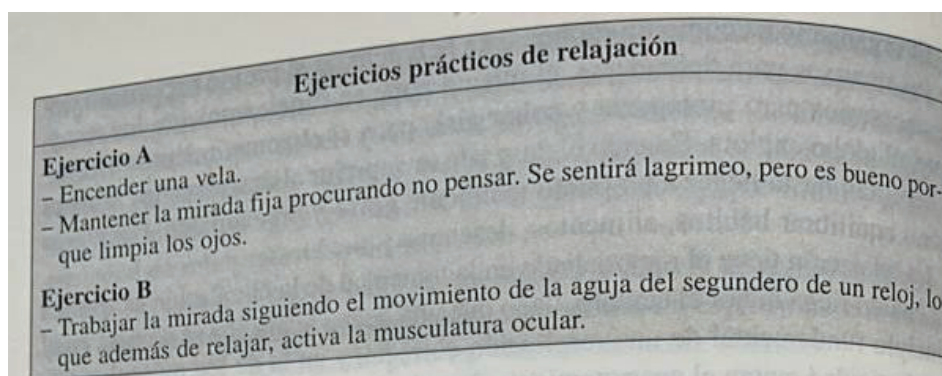 Ejercicios prácticos de relajación
Ejercicio A
– Encender una vela.
– Mantener la mirada fija procurando no pensar. Se sentirá lagrimeo, pero es bueno por-
que limpia los ojos.
Ejercicio B
– Trabajar la mirada siguiendo el movimiento de la aguja del segundero de un reloj, lo
que además de relajar, activa la musculatura ocular.